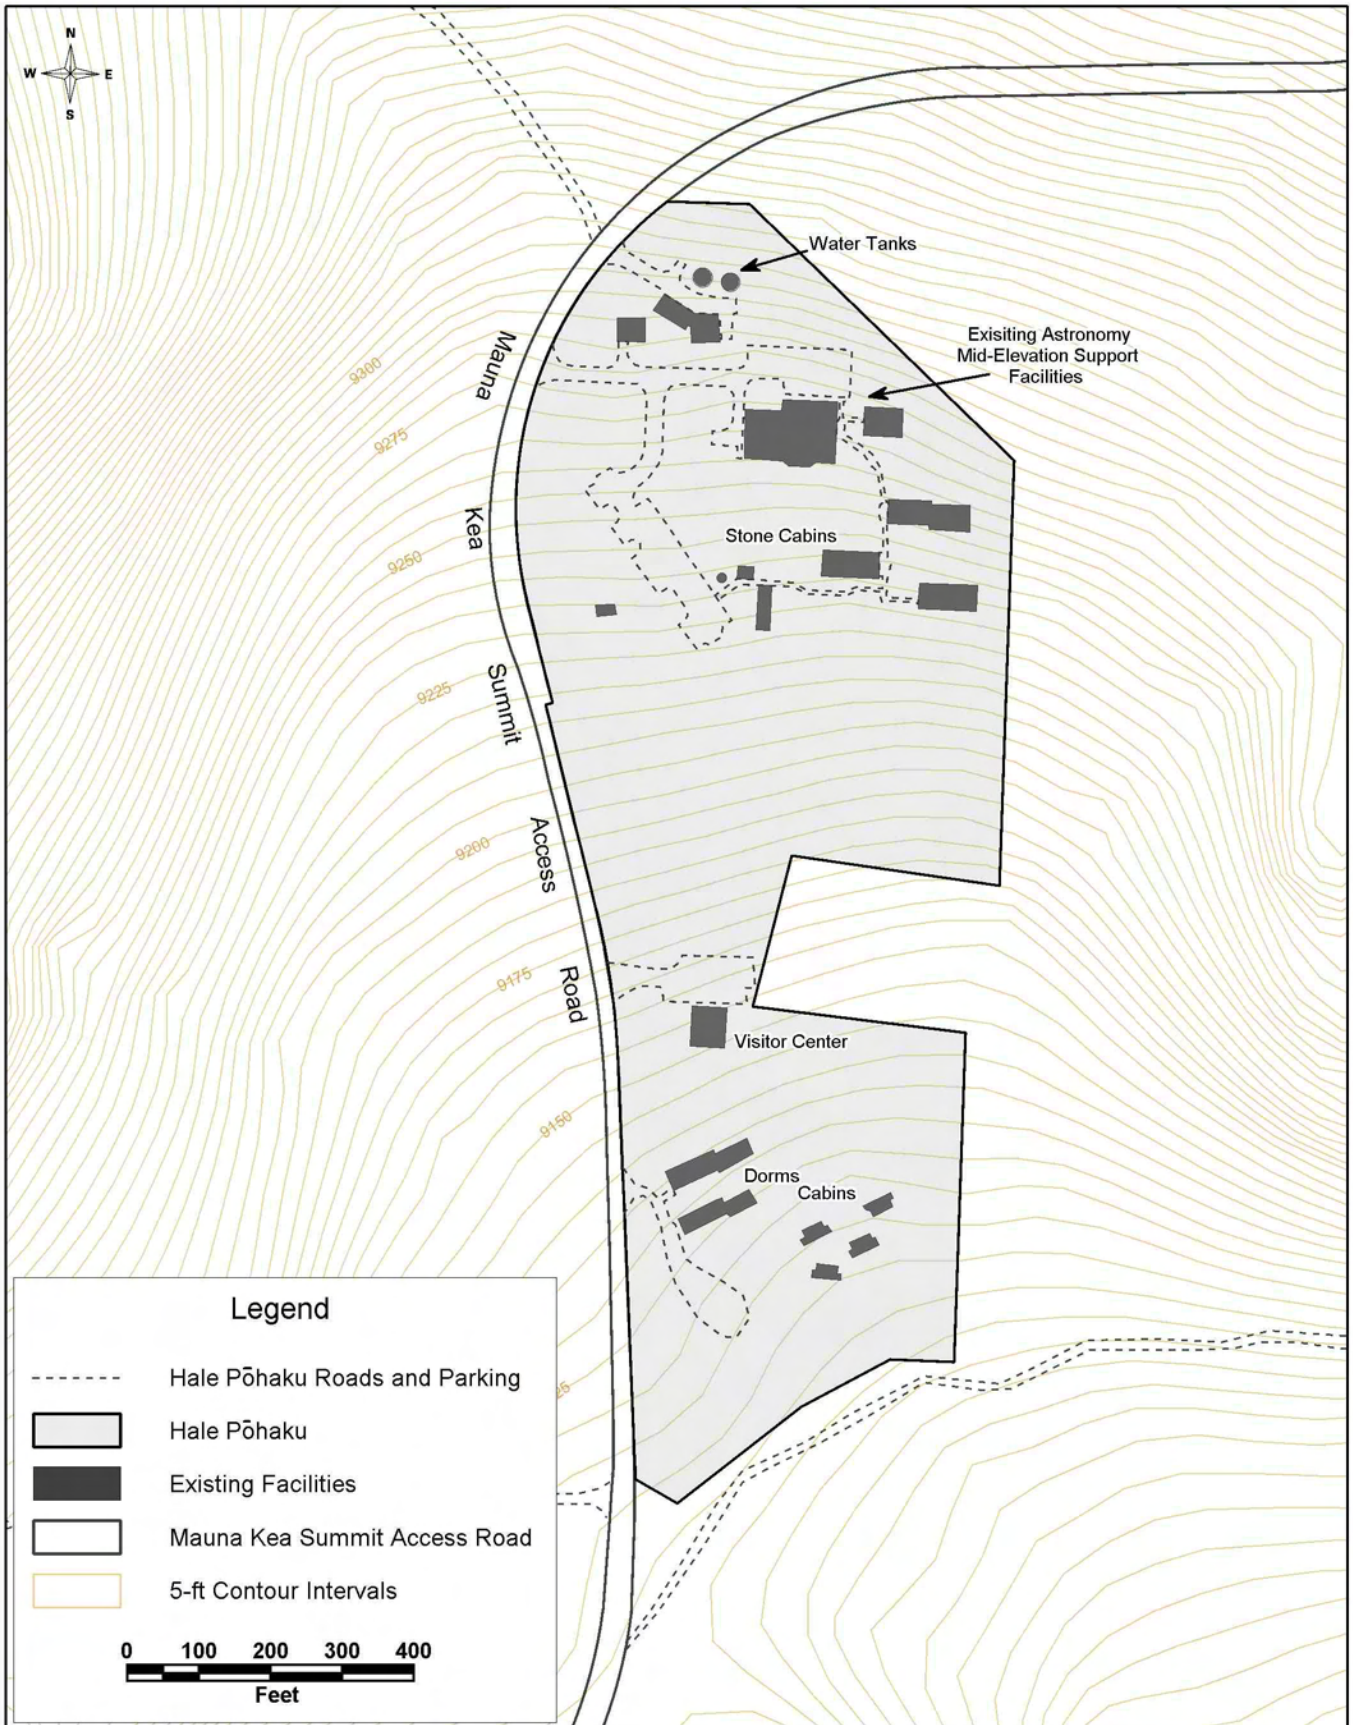 N
W E
S
Water Tanks
Exisiting Astronomy
Mid-Elevation Support
Facilities
Mauna
9300
9275
Kea
Stone Cabins
9250
Summit
9225
Access
9200
Road
9175
Visitor Center
9150
Dorms
Cabins
25
Legend
Hale Pōhaku Roads and Parking
Hale Pōhaku
Existing Facilities
Mauna Kea Summit Access Road
5-ft Contour Intervals
0 100 200 300 400
Feet